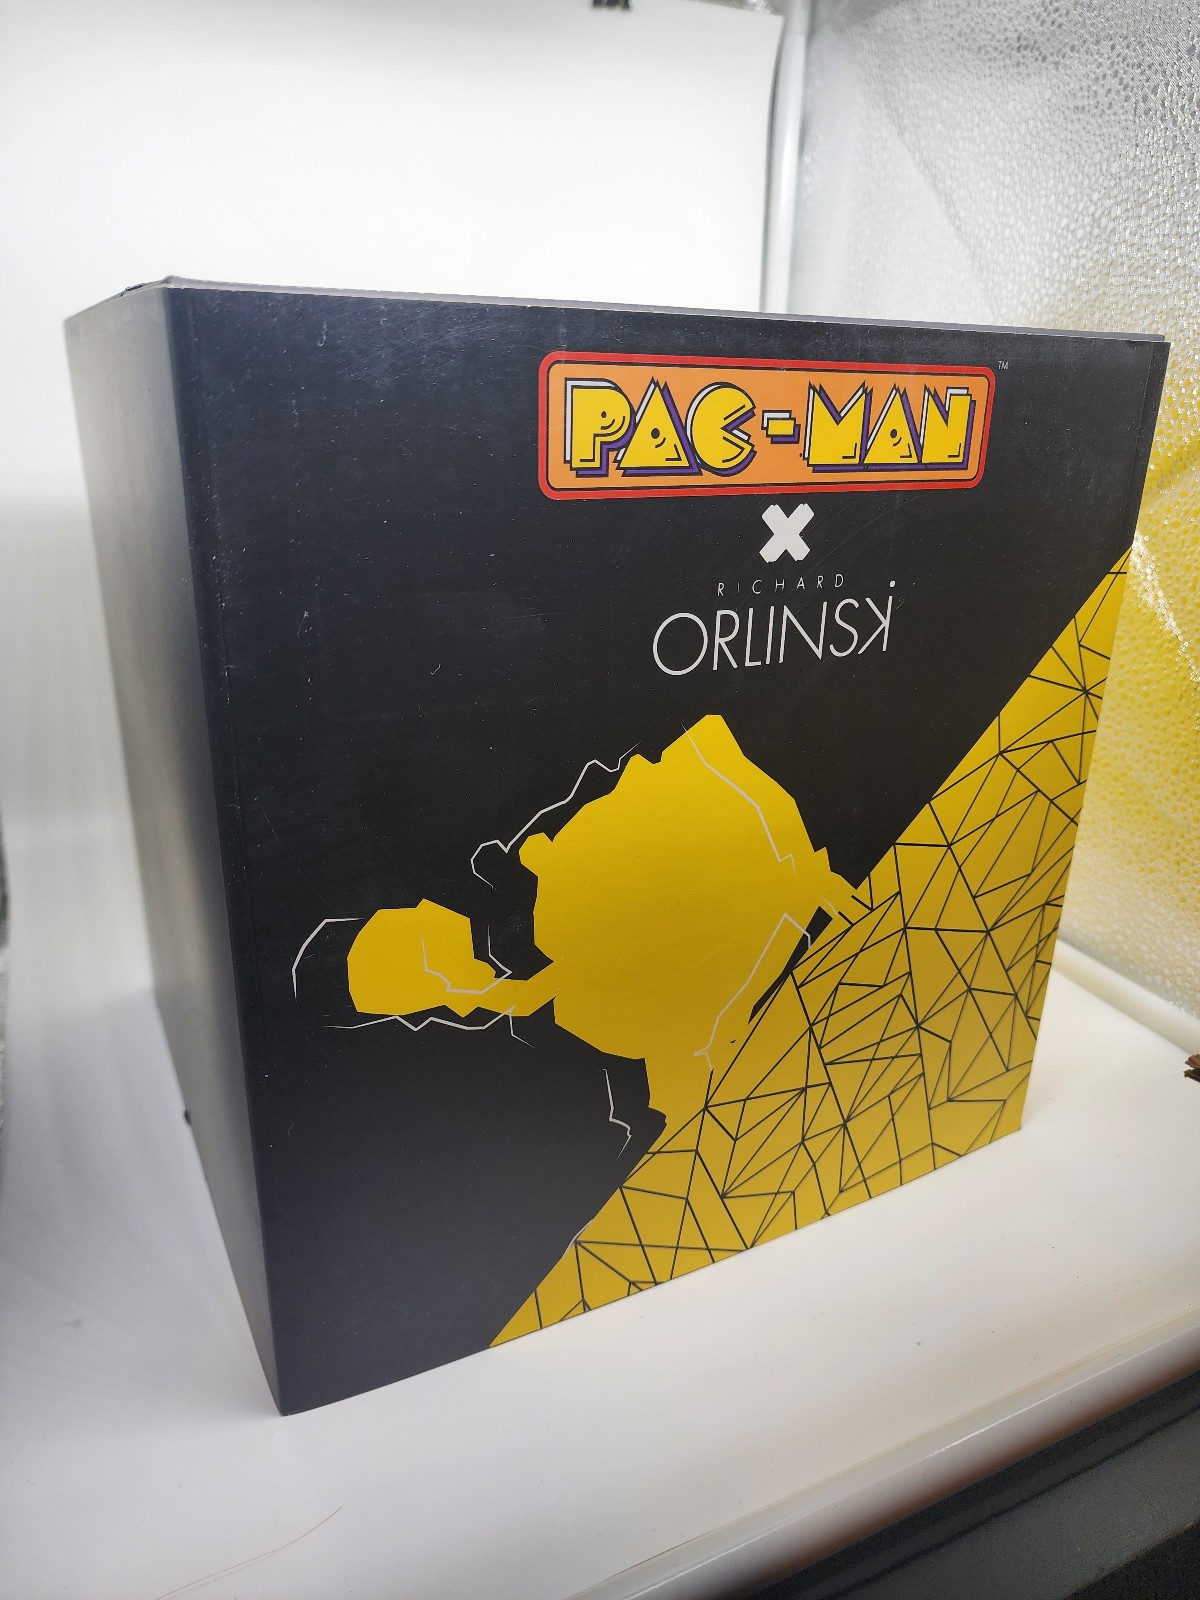 PAC-MAN
TM
X
RICHARD
ORLINSKI